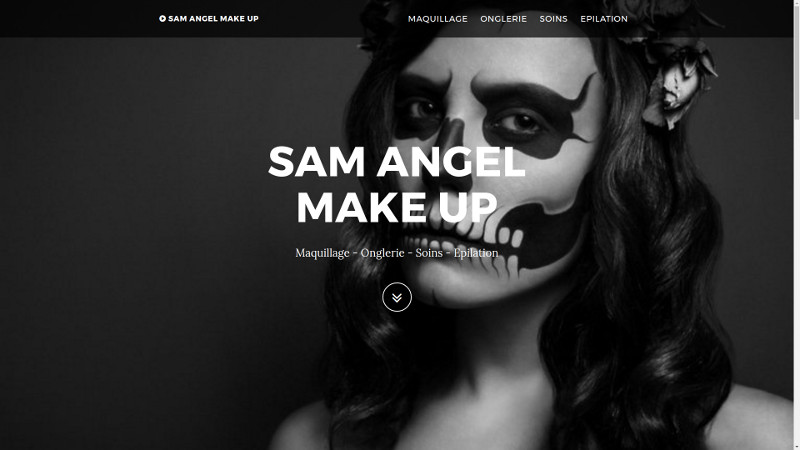 SAM ANGEL MAKE UP
MAQUILLAGE ONGLERIE SOINS EPILATION
SAM ANGEL
MAKE UP
Maquillage - Onglerie - Soins - Epilation